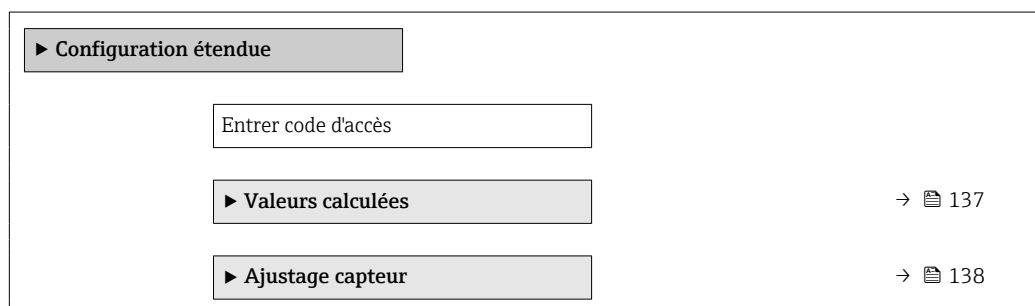 ▶ Configuration étendue
Entrer code d'accès
▶ Valeurs calculées → 137
▶ Ajustage capteur → 138